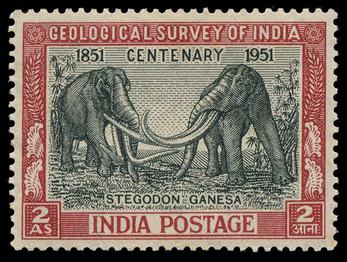 GEOLOGICAL SURVEY OF INDIA
1851 CENTENARY 1951
STEGODON GANESA
2 AS INDIA POSTAGE 2 आना